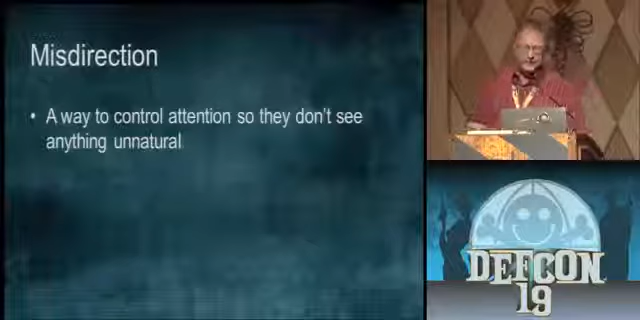 Misdirection
• A way to control attention so they don't see
anything unnatural
DEFCON
19